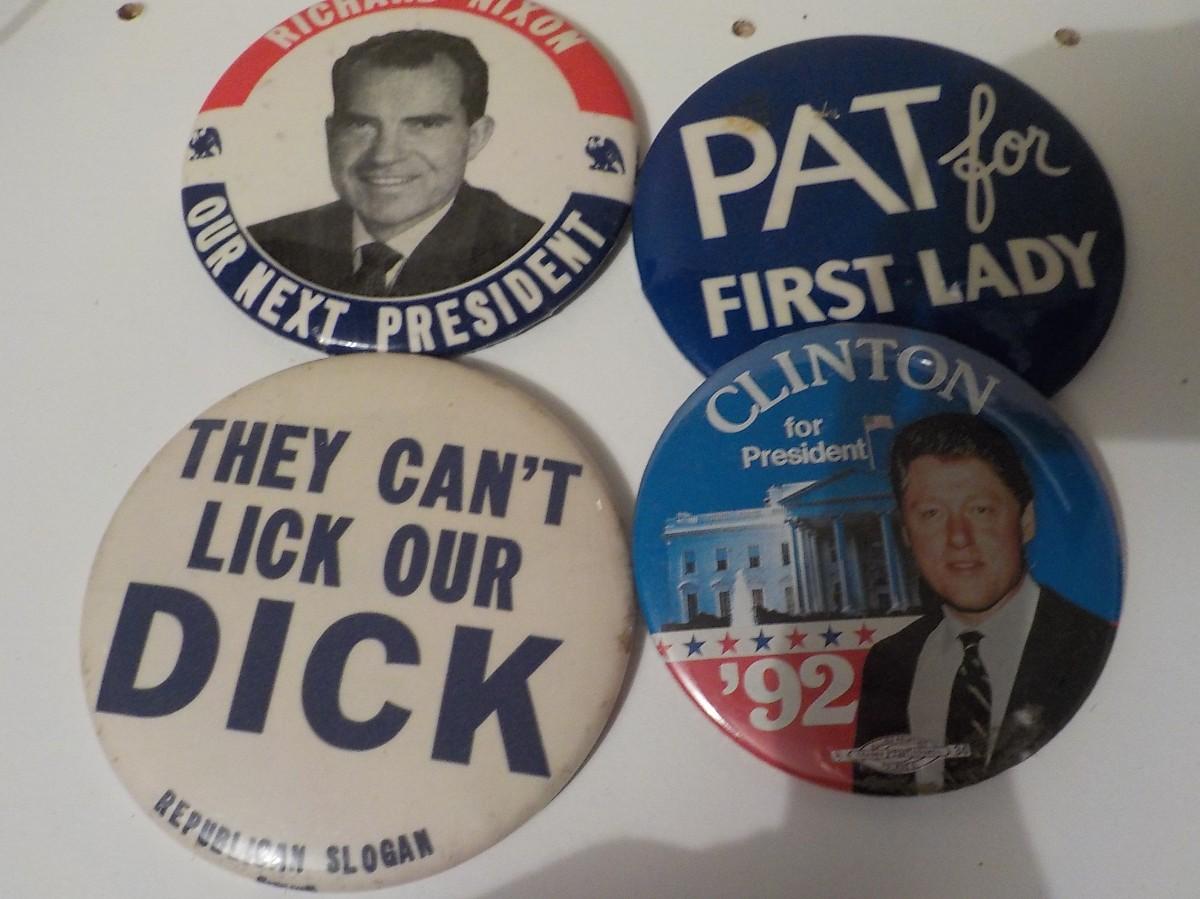 RICHARD NIXON
OUR NEXT PRESIDENT
PAT for
FIRST LADY
THEY CAN'T
LICK OUR
DICK
REPUBLICAN SLOGAN
CLINTON
for
President
'92